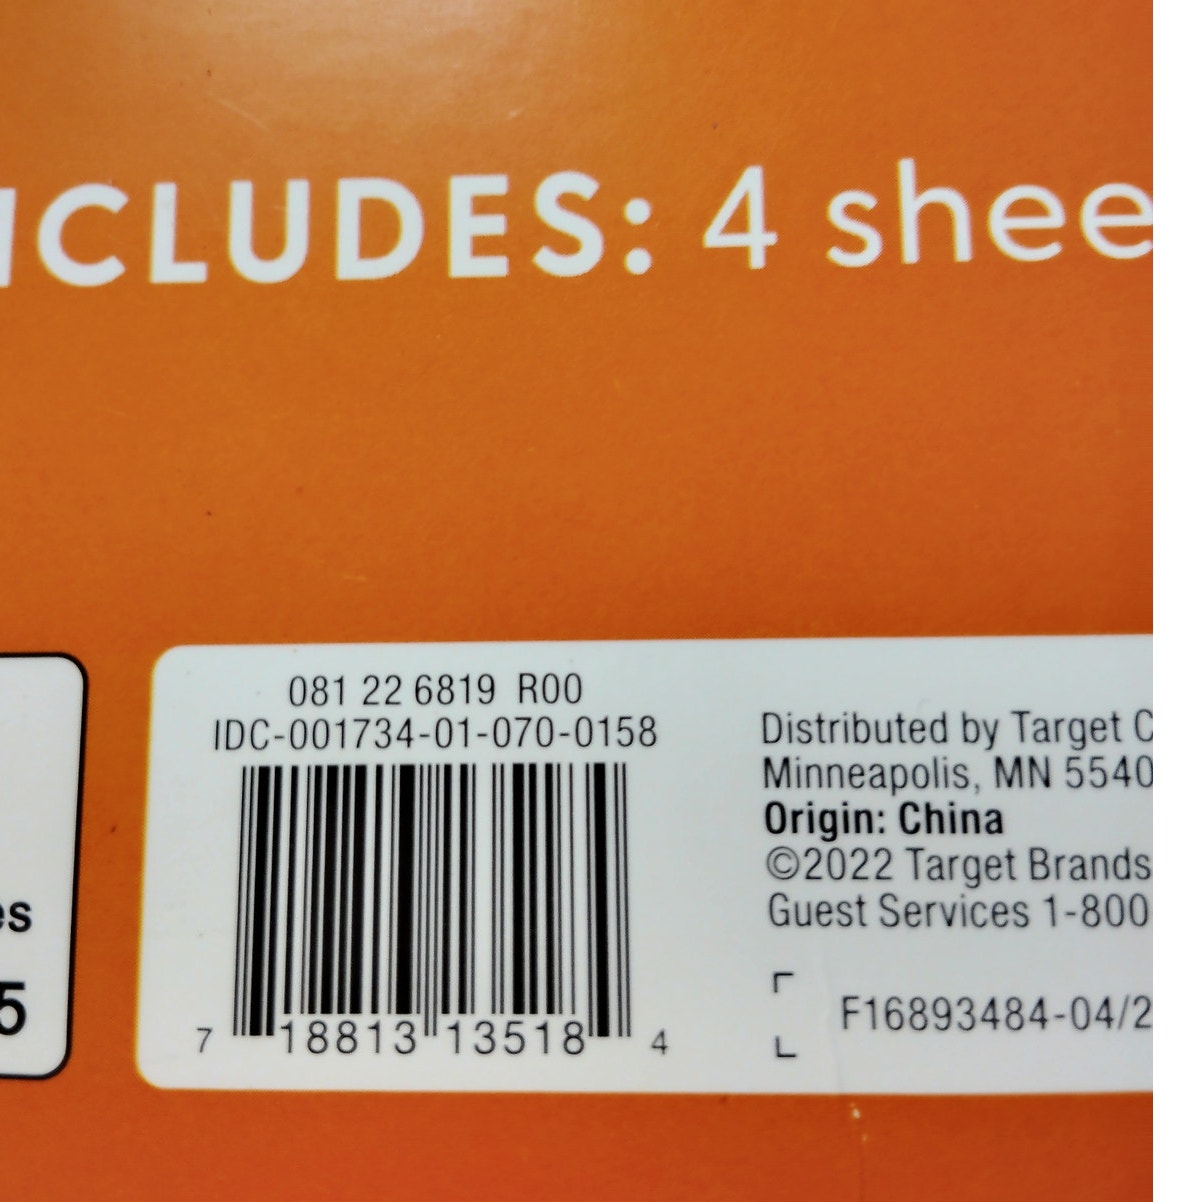 NCLUDES: 4 shee
es
5
081 22 6819 R00
IDC-001734-01-070-0158
7 18813 13518 4
Distributed by Target C
Minneapolis, MN 5540
Origin: China
©2022 Target Brands
Guest Services 1-800
F16893484-04/2